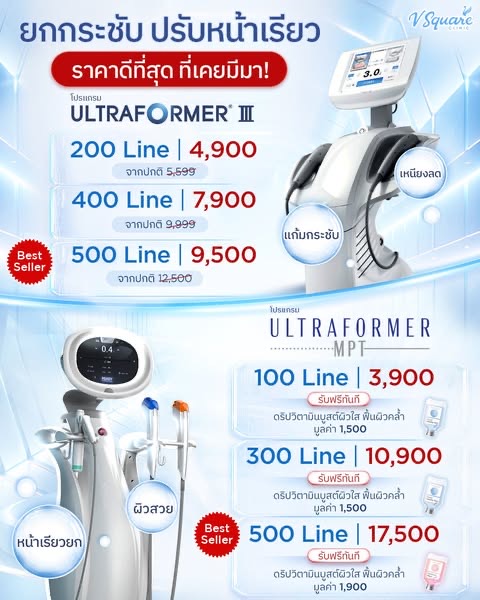 V Square
CLINIC
ยกกระชับ ปรับหน้าเรียว
ราคาดีที่สุด ที่เคยมีมา!
โปรแกรม
ULTRAFORMER® III
200 Line | 4,900
จากปกติ 5,599
400 Line | 7,900
จากปกติ 9,999
Best
Seller
500 Line | 9,500
จากปกติ 12,500
3.0
เหนียงลด
แก้มกระชับ
โปรแกรม
ULTRAFORMER
MPT
100 Line | 3,900
รับฟรีทันที
ดริปวิตามินบูสต์ผิวใส ฟื้นผิวคล้ำ
มูลค่า 1,500
300 Line | 10,900
รับฟรีทันที
ดริปวิตามินบูสต์ผิวใส ฟื้นผิวคล้ำ
มูลค่า 1,500
Best
Seller
500 Line | 17,500
รับฟรีทันที
ดริปวิตามินบูสต์ผิวใส ฟื้นผิวคล้ำ
มูลค่า 1,900
0.4
ผิวสวย
หน้าเรียวยก